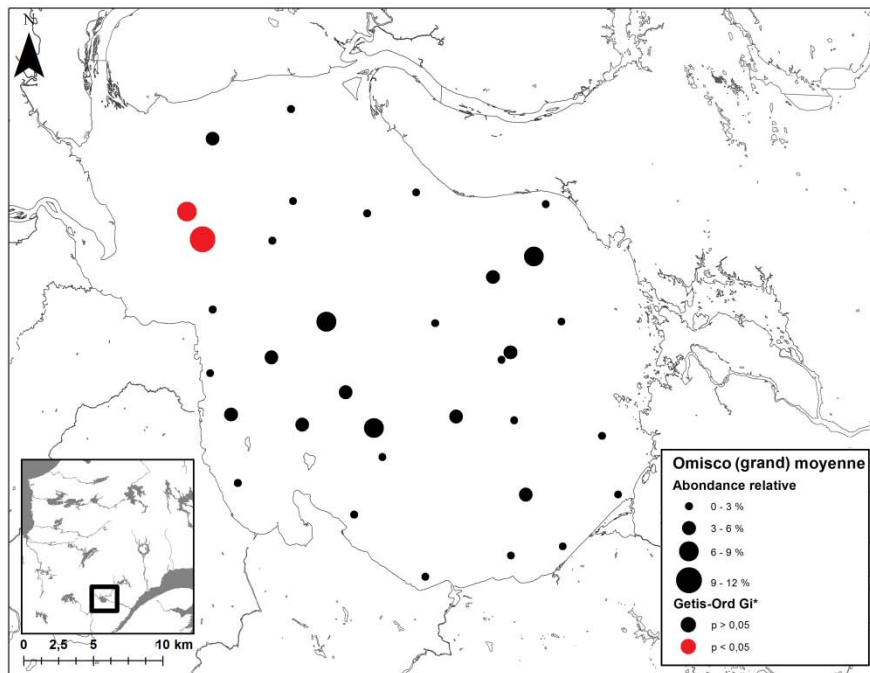 N
Omisco (grand) moyenne
Abondance relative
0 - 3 %
3 - 6 %
6 - 9 %
9 - 12 %
Getis-Ord Gi*
p > 0,05
p < 0,05
0 2,5 5 10 km